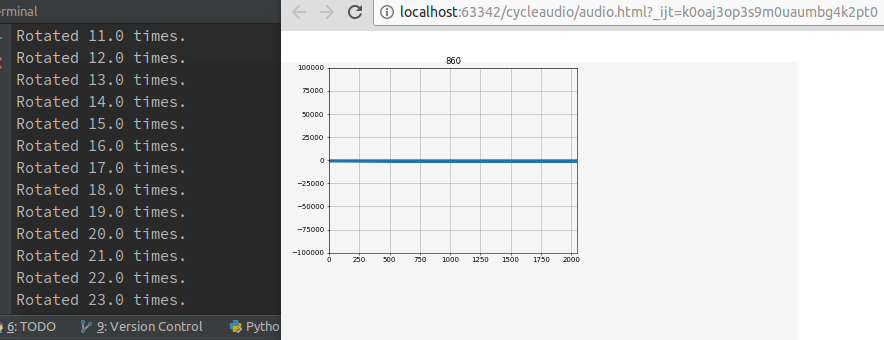 erminal
Rotated 11.0 times.
Rotated 12.0 times.
Rotated 13.0 times.
Rotated 14.0 times.
Rotated 15.0 times.
Rotated 16.0 times.
Rotated 17.0 times.
Rotated 18.0 times.
Rotated 19.0 times.
Rotated 20.0 times.
Rotated 21.0 times.
Rotated 22.0 times.
Rotated 23.0 times.
6: TODO 9: Version Control Pytho
localhost:63342/cycleaudio/audio.html?_ijt=k0oaj3op3s9m0uaumbg4k2pt0
860
100000
75000
50000
25000
0
−25000
−50000
−75000
−100000
0 250 500 750 1000 1250 1500 1750 2000